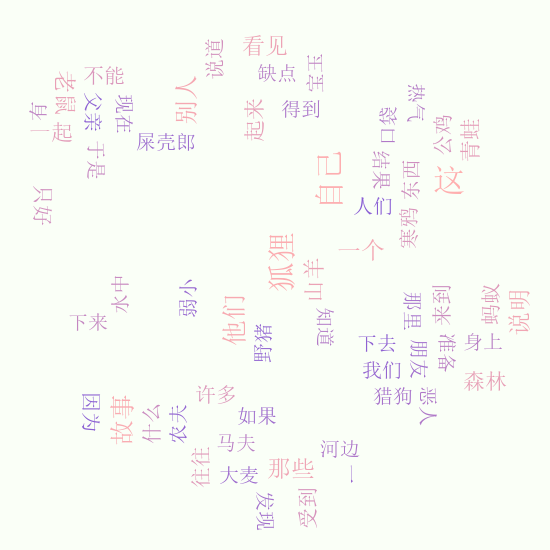 说道
看见
缺点
宝玉
老鼠
不能
父亲
现在
别人
起来
得到
热气
有
一起
于是
屎壳郎
袋口
结果
公鸡
青蛙
只好
自己
人们
东西
寒鸦
这
狐狸
山羊
一个
水中
下来
弱小
他们
野猪
知道
那里
来到
蚂蚁
说明
下去
朋友
准备
身上
我们
森林
猎狗
恶人
因为
故事
什么
农夫
许多
如果
马夫
往往
大麦
那些
河边
一
发现
受到